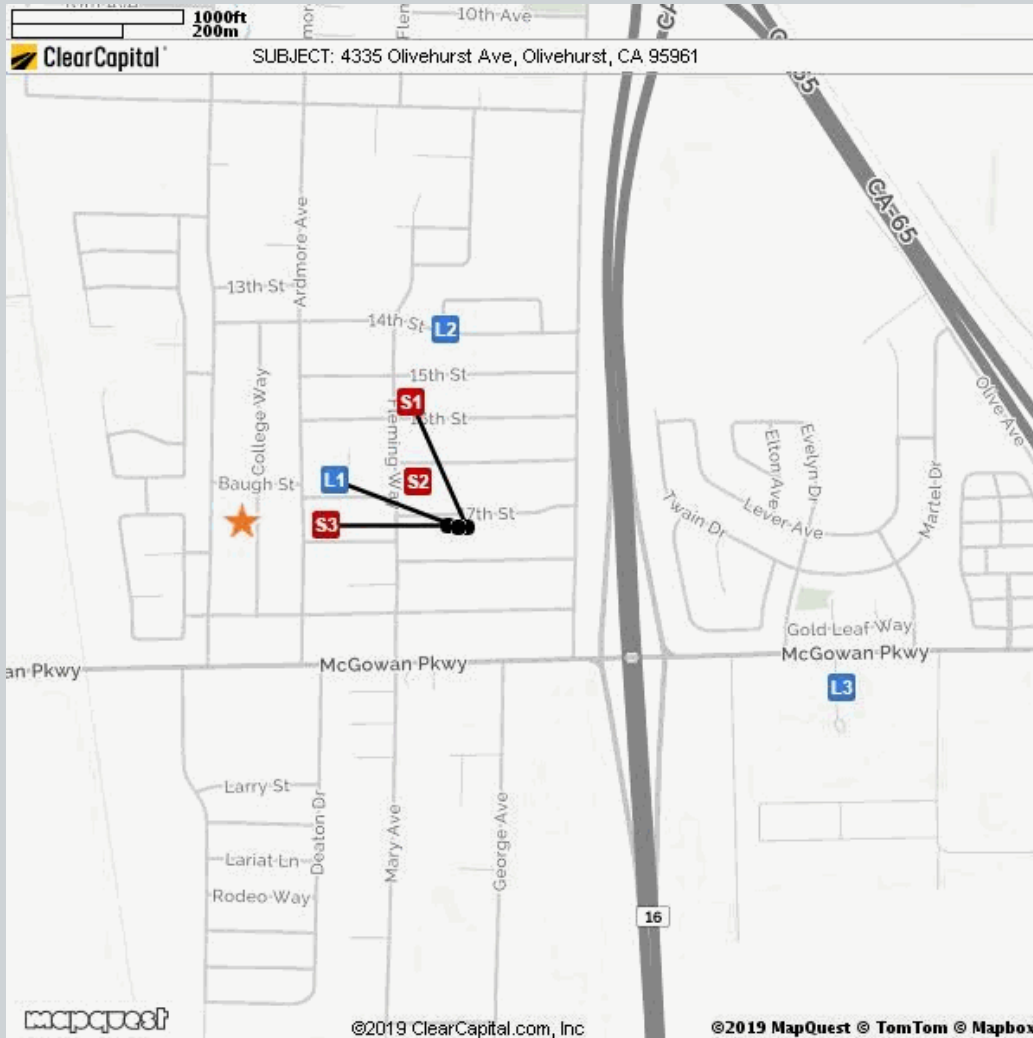 10th Ave
1000ft
200m
ClearCapital
SUBJECT: 4335 Olivehurst Ave, Olivehurst, CA 95961
CA-65
Ardmore Ave
13th St
14th St
L2
15th St
S1
16th St
College Way
Fleming Way
Olive Ave
Baugh St
L1
S2
S3
7th St
Elton Ave
Evelyn Dr
Lever Ave
Twain Dr
Martel Dr
Gold Leaf Way
McGowan Pkwy
McGowan Pkwy
an Pkwy
L3
Larry St
Deaton Dr
Mary Ave
George Ave
Lariat Ln
Rodeo Way
16
mapquest
©2019 ClearCapital.com, Inc
©2019 MapQuest © TomTom © Mapbox